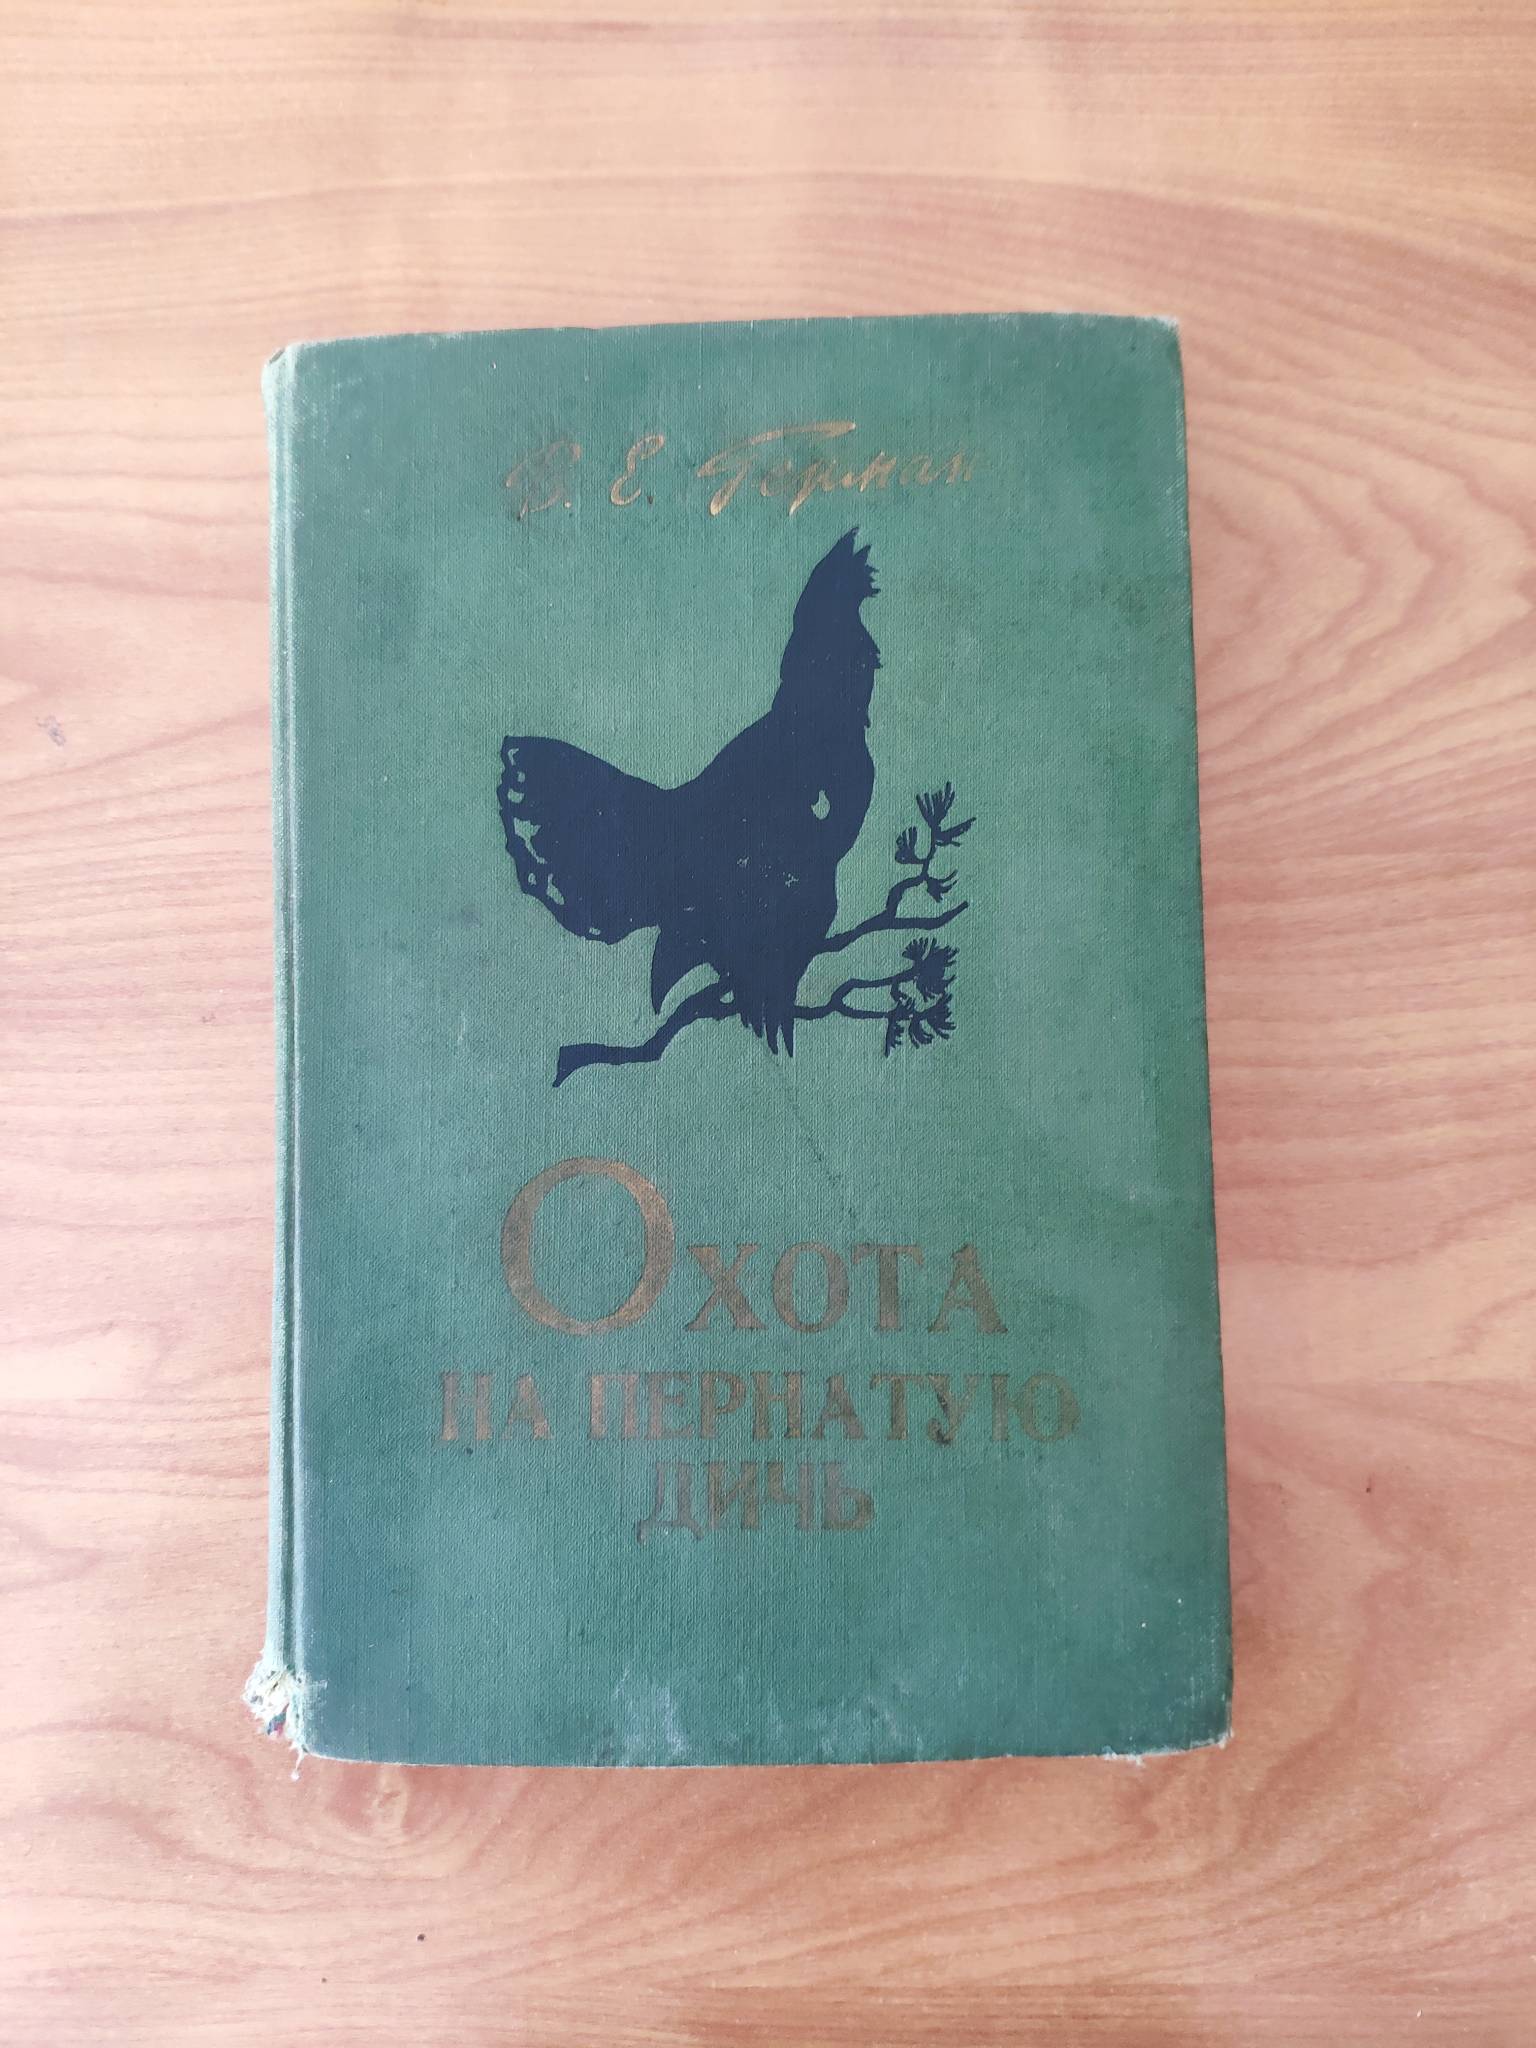 В. Е. Герман
Охота
на пернатую
дичь